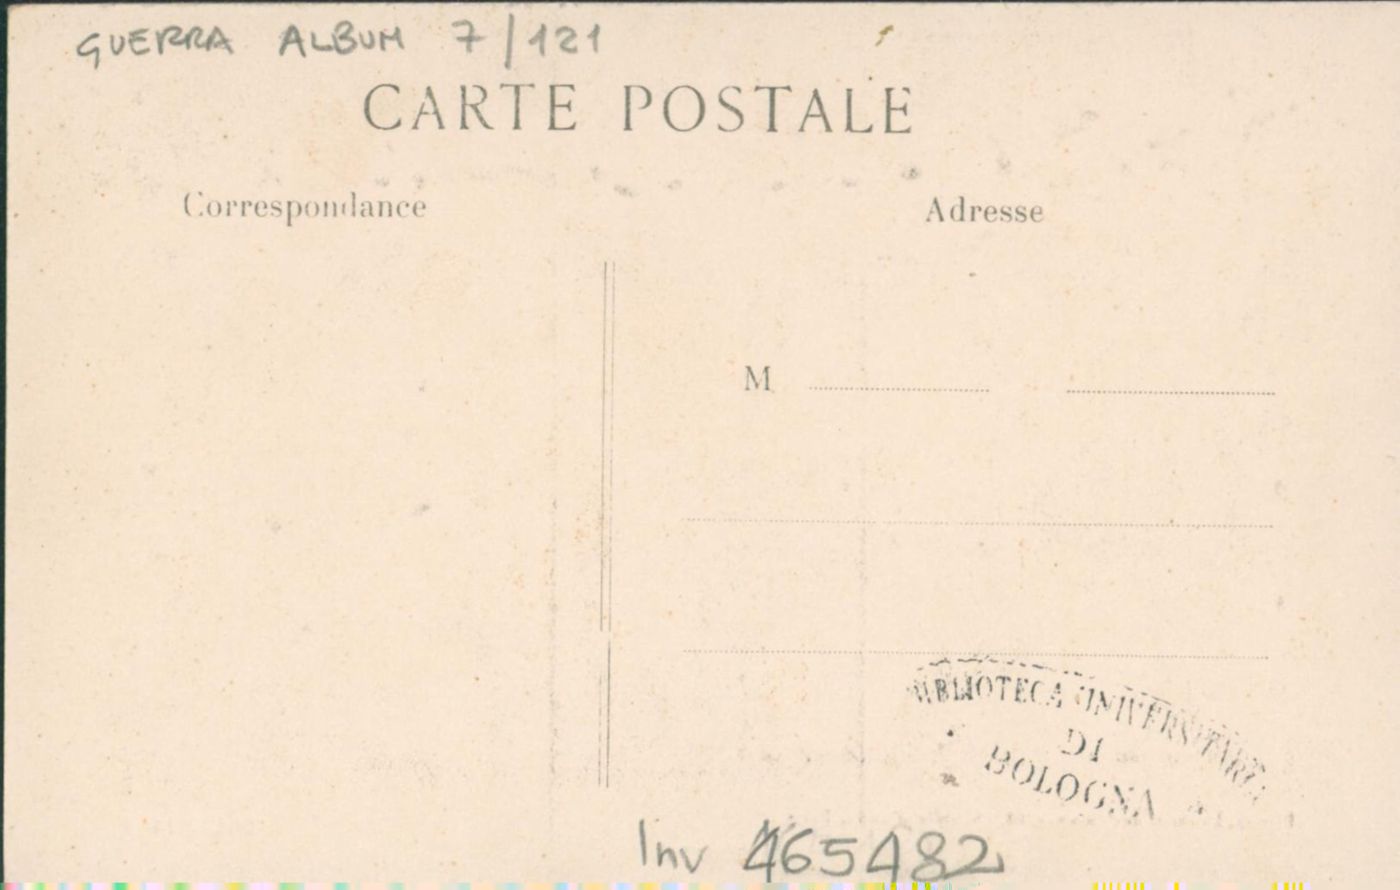 GUERRA ALBUM 7/121
CARTE POSTALE
Correspondance
Adresse
M
BIBLIOTECA UNIVERSITARIA
DI
BOLOGNA
Inv 465482